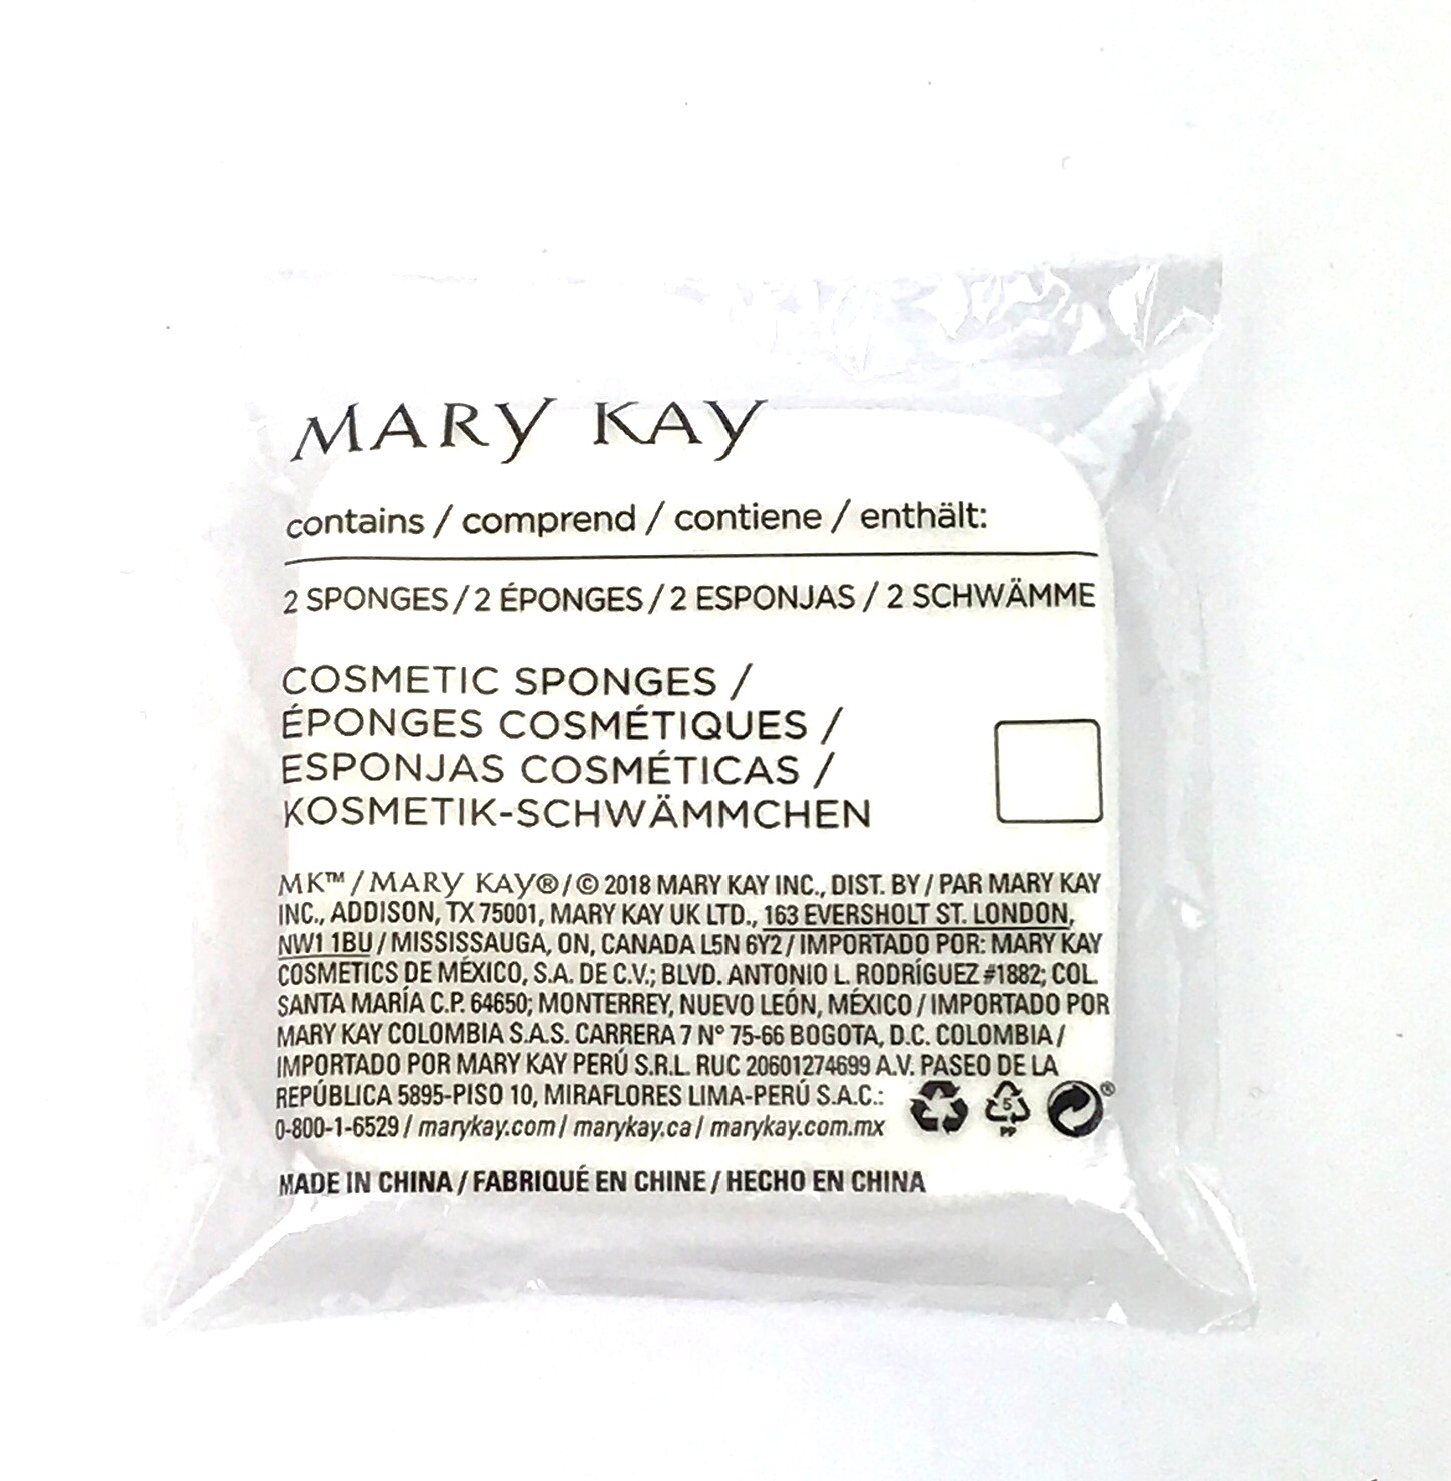 MARY KAY
contains / comprend / contiene / enthält:
2 SPONGES / 2 ÉPONGES / 2 ESPONJAS / 2 SCHWÄMME
COSMETIC SPONGES /
ÉPONGES COSMÉTIQUES /
ESPONJAS COSMÉTICAS /
KOSMETIK-SCHWÄMMCHEN
MK™ / MARY KAY® / © 2018 MARY KAY INC., DIST. BY / PAR MARY KAY
INC., ADDISON, TX 75001, MARY KAY UK LTD., 163 EVERSHOLT ST. LONDON,
NW1 1BU / MISSISSAUGA, ON, CANADA L5N 6Y2 / IMPORTADO POR: MARY KAY
COSMETICS DE MÉXICO, S.A. DE C.V.; BLVD. ANTONIO L. RODRÍGUEZ #1882; COL.
SANTA MARÍA C.P. 64650; MONTERREY, NUEVO LEÓN, MÉXICO / IMPORTADO POR
MARY KAY COLOMBIA S.A.S. CARRERA 7 N° 75-66 BOGOTA, D.C. COLOMBIA /
IMPORTADO POR MARY KAY PERÚ S.R.L. RUC 20601274699 A.V. PASEO DE LA
REPÚBLICA 5895-PISO 10, MIRAFLORES LIMA-PERÚ S.A.C.:
0-800-1-6529 / marykay.com / marykay.ca / marykay.com.mx
5 ®
PP
MADE IN CHINA / FABRIQUÉ EN CHINE / HECHO EN CHINA